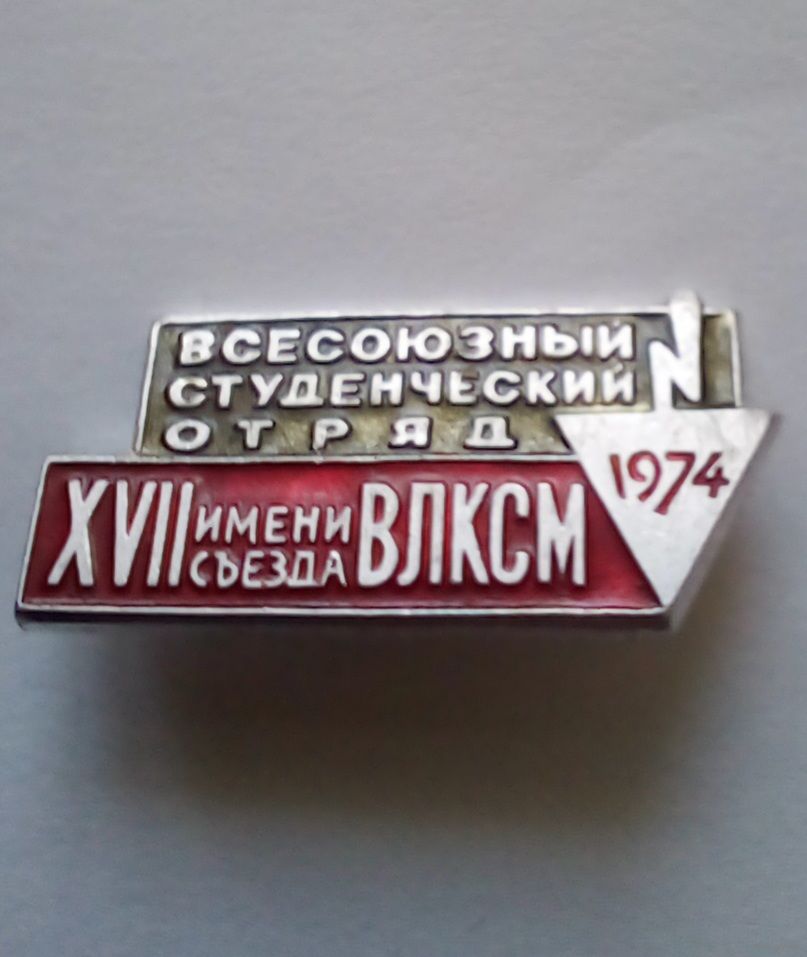 ВСЕСОЮЗНЫЙ
СТУДЕНЧЕСКИЙ
ОТРЯД
1974
XVII ИМЕНИ СЪЕЗДА ВЛКСМ